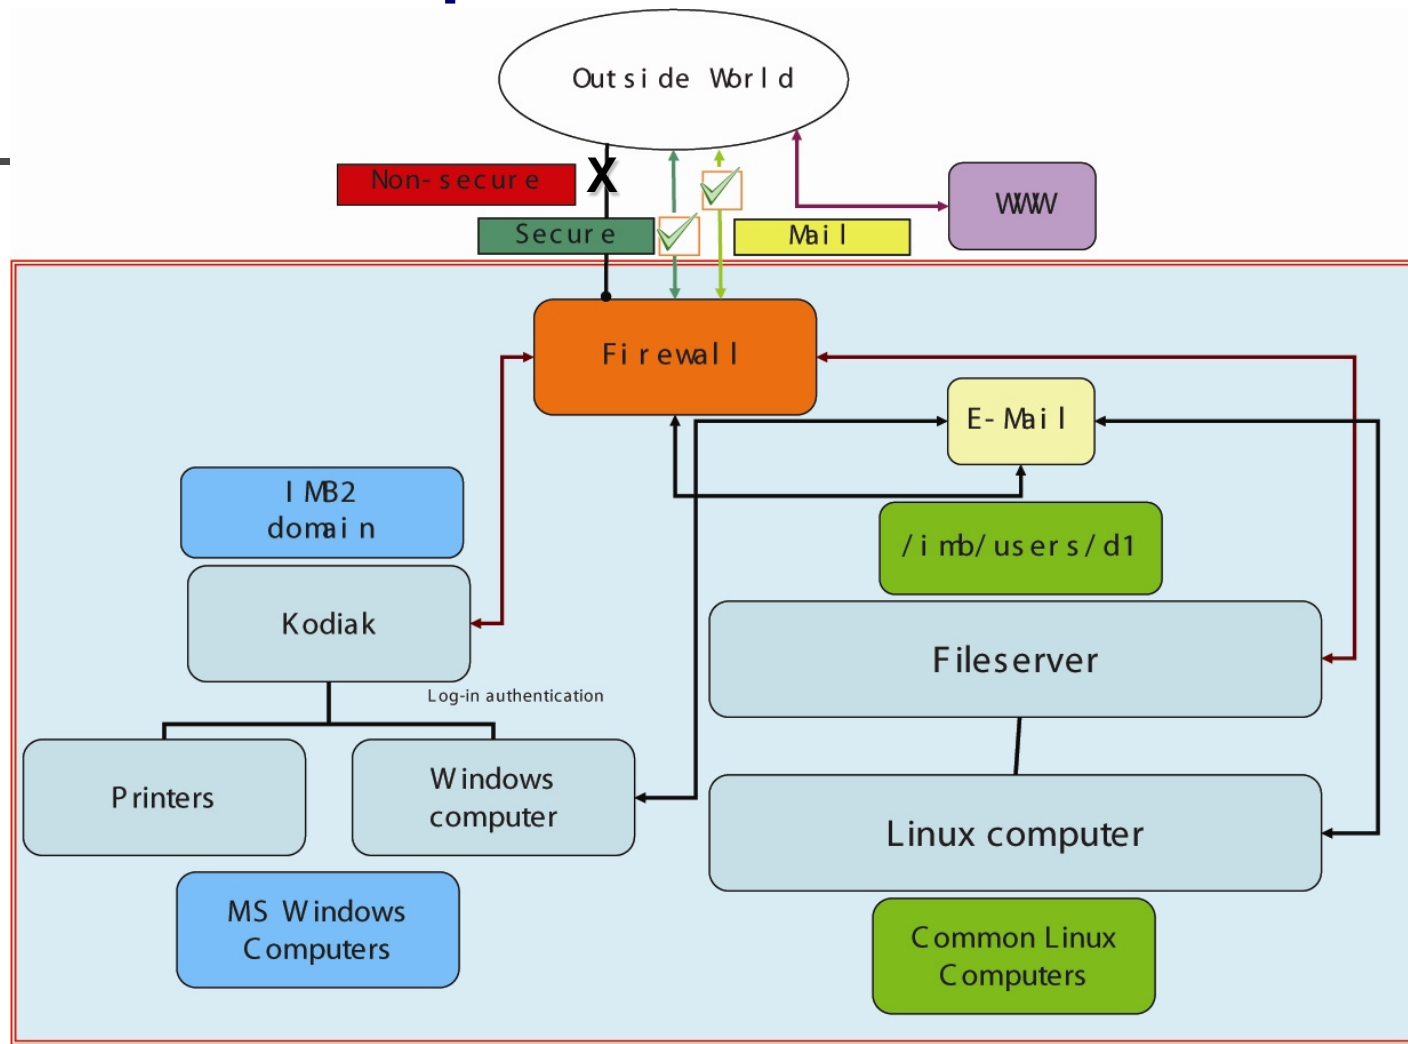 Outside World
Non-secure
X
Secure
Mail
WWW
Firewall
E-Mail
IMB2
domain
/imb/users/d1
Kodiak
Fileserver
Log-in authentication
Printers
Windows
computer
Linux computer
MS Windows
Computers
Common Linux
Computers